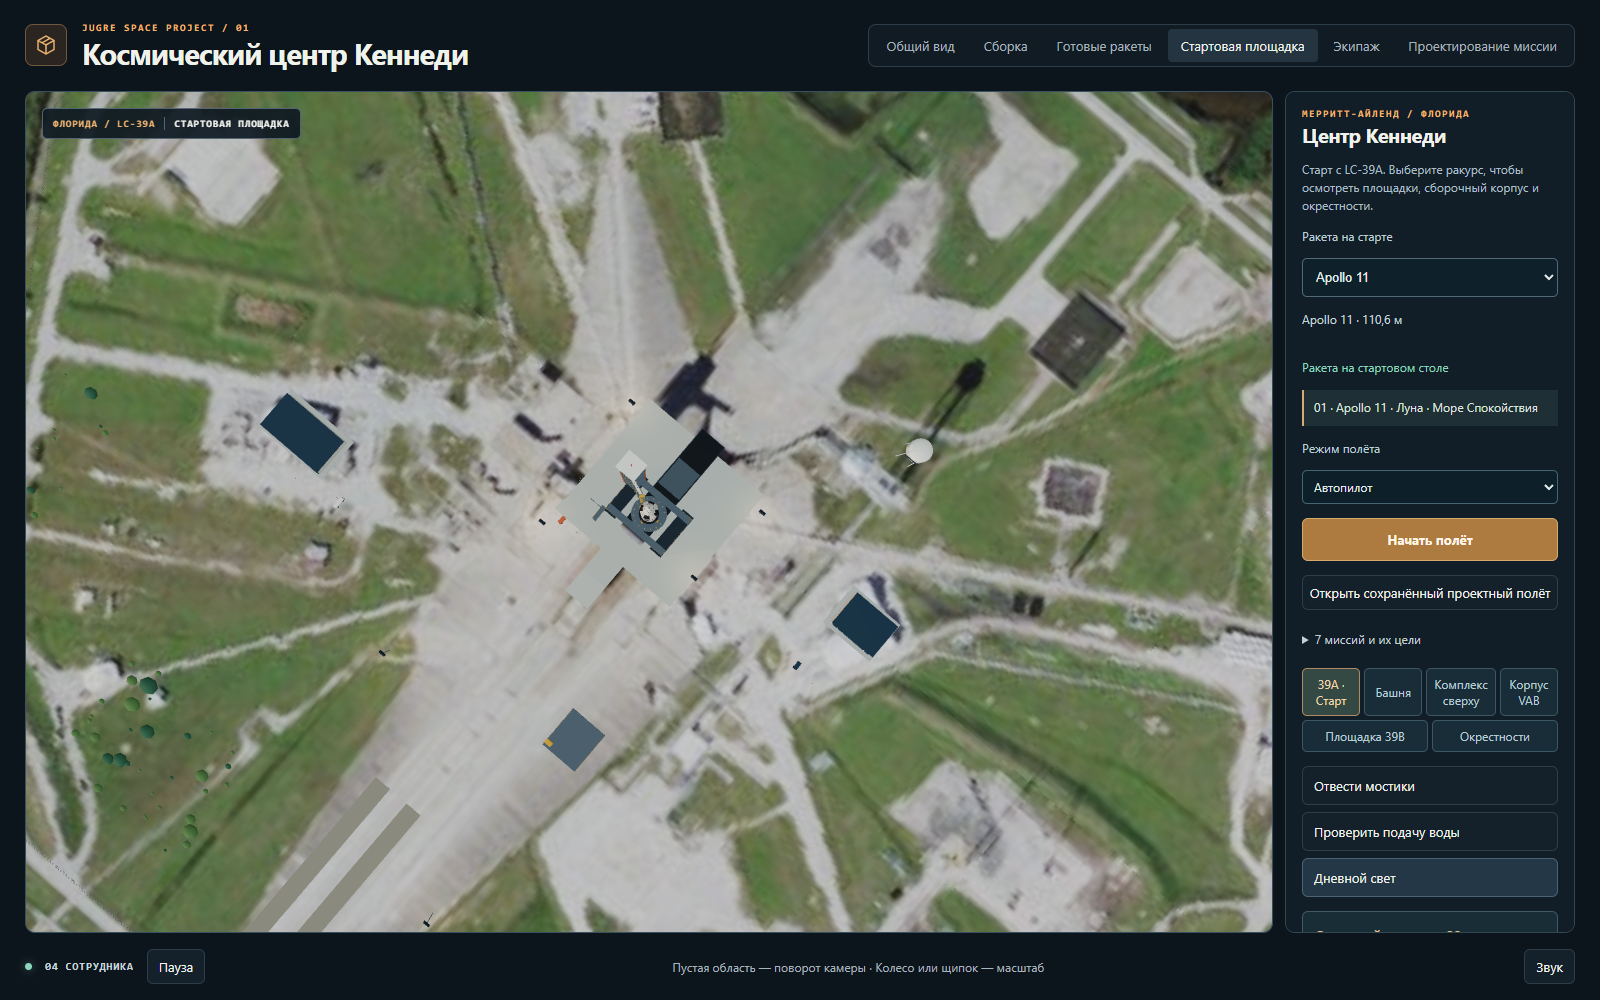 JUGRE SPACE PROJECT / 01
Космический центр Кеннеди
Общий вид
Сборка
Готовые ракеты
Стартовая площадка
Экипаж
Проектирование миссии
ФЛОРИДА / LC-39A
СТАРТОВАЯ ПЛОЩАДКА
МЕРРИТТ-АЙЛЕНД / ФЛОРИДА
Центр Кеннеди
Старт с LC-39A. Выберите ракурс, чтобы
осмотреть площадки, сборочный корпус и
окрестности.
Ракета на старте
Apollo 11
Apollo 11 · 110,6 м
Ракета на стартовом столе
01 · Apollo 11 · Луна · Море Спокойствия
Режим полёта
Автопилот
Начать полёт
Открыть сохранённый проектный полёт
7 миссий и их цели
39A ·
Старт
Башня
Комплекс
сверху
Корпус
VAB
Площадка 39B
Окрестности
Отвести мостики
Проверить подачу воды
Дневной свет
04 СОТРУДНИКА
Пауза
Пустая область — поворот камеры · Колесо или щипок — масштаб
Звук